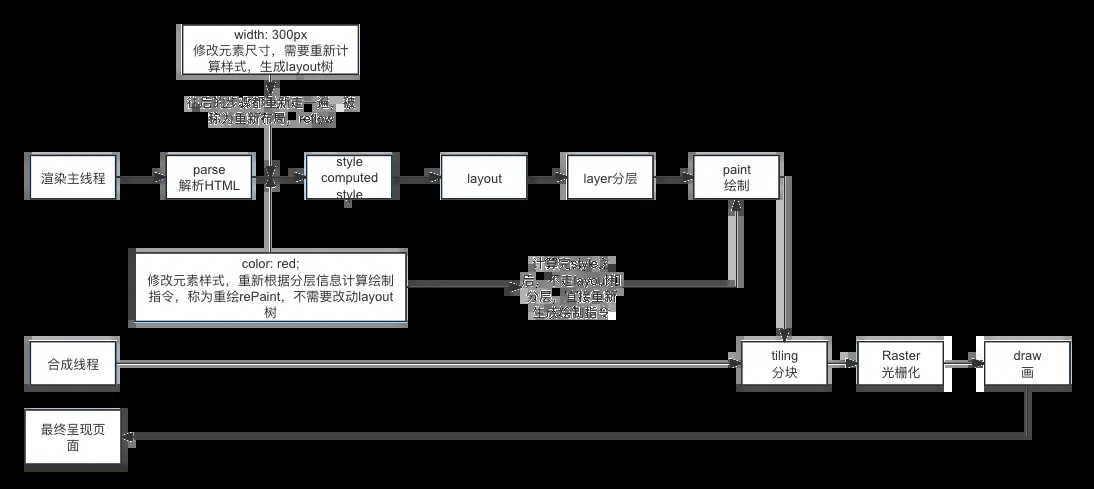 width: 300px
修改元素尺寸，需要重新计
算样式，生成layout树
往后的步骤都重新走一遍，被
称为重新布局，reflow
渲染主线程
parse
解析HTML
style
computed
style
layout
layer分层
paint
绘制
color: red;
修改元素样式，重新根据分层信息计算绘制
指令，称为重绘rePaint，不需要改动layout
树
计算完style之
后，不走layout和
分层，直接重新
生成绘制指令
合成线程
tiling
分块
Raster
光栅化
draw
画
最终呈现页
面